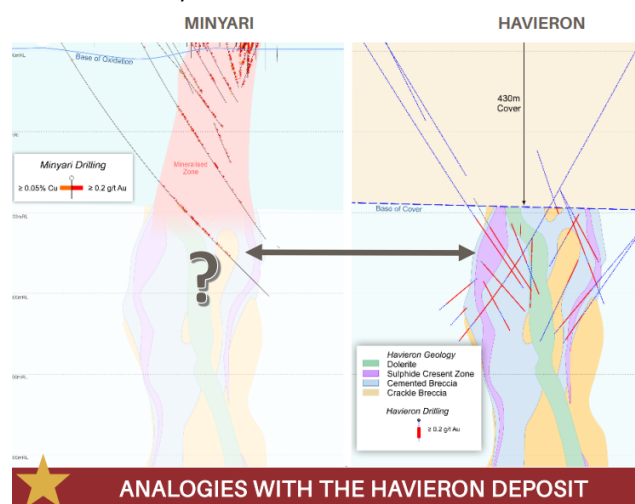 MINYARI
HAVIERON
Base of Oxidation
430m
Cover
Mineralised
Zone
Minyari Drilling
≥ 0.05% Cu
≥ 0.2 g/t Au
Base of Cover
?
Havieron Geology
Dolerite
Sulphide Cresent Zone
Cemented Breccia
Crackle Breccia
Havieron Drilling
≥ 0.2 g/t Au
ANALOGIES WITH THE HAVIERON DEPOSIT